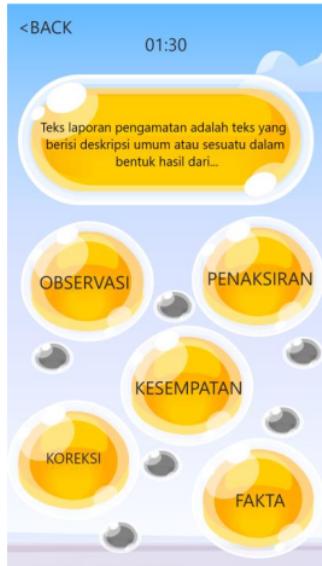 <BACK
01:30
Teks laporan pengamatan adalah teks yang
berisi deskripsi umum atau sesuatu dalam
bentuk hasil dari...
OBSERVASI
PENAKSIRAN
KESEMPATAN
KOREKSI
FAKTA